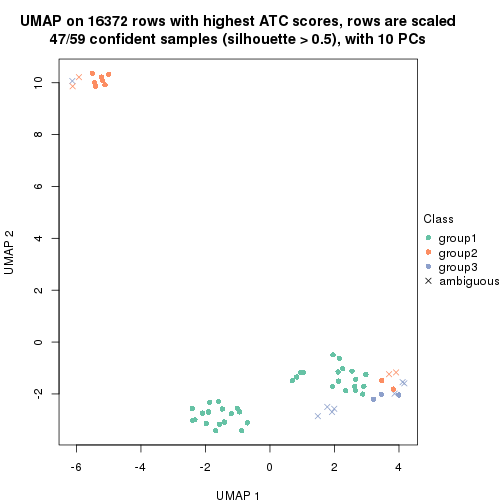 UMAP on 16372 rows with highest ATC scores, rows are scaled
47/59 confident samples (silhouette > 0.5), with 10 PCs
10
8
6
4
2
0
-2
UMAP 2
Class
group1
group2
group3
ambiguous
-6 -4 -2 0 2 4
UMAP 1